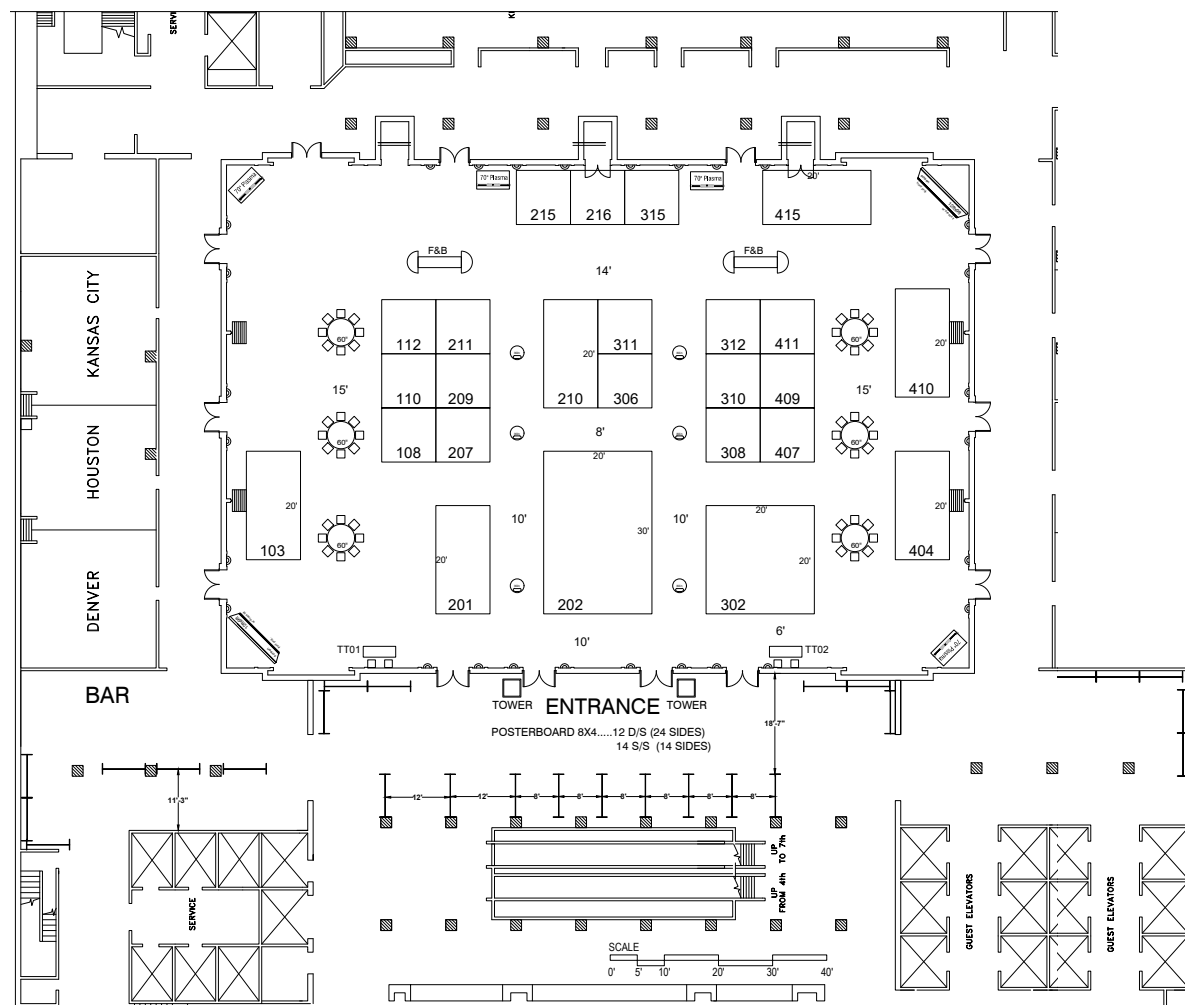 SERVI
KI
70" Plasma
70" Plasma
70" Plasma
20'
215
216
315
415
F&B
F&B
14'
KANSAS CITY
60"
60"
112
211
20'
311
312
411
20'
15'
15'
110
209
210
306
310
409
410
60"
60"
8'
HOUSTON
108
207
20'
308
407
20'
10'
30'
10'
20'
20'
103
60"
20'
20'
60"
404
DENVER
201
202
302
10'
6'
TT01
TT02
70" Plasma
BAR
TOWER
ENTRANCE
TOWER
POSTERBOARD 8X4.....12 D/S (24 SIDES)
14 S/S (14 SIDES)
18'-7"
11'-3"
12'
12'
8'
8'
8'
8'
8'
8'
UP
TO 7th
UP
FROM 4th
SERVICE
GUEST ELEVATORS
GUEST ELEVATORS
SCALE
0'
5'
10'
20'
30'
40'